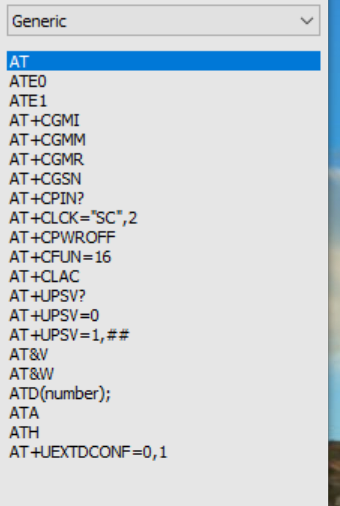 Generic
AT
ATE0
ATE1
AT+CGMI
AT+CGMM
AT+CGMR
AT+CGSN
AT+CPIN?
AT+CLCK="SC",2
AT+CPWROFF
AT+CFUN=16
AT+CLAC
AT+UPSV?
AT+UPSV=0
AT+UPSV=1,##
AT&V
AT&W
ATD(number);
ATA
ATH
AT+UEXTDCONF=0,1